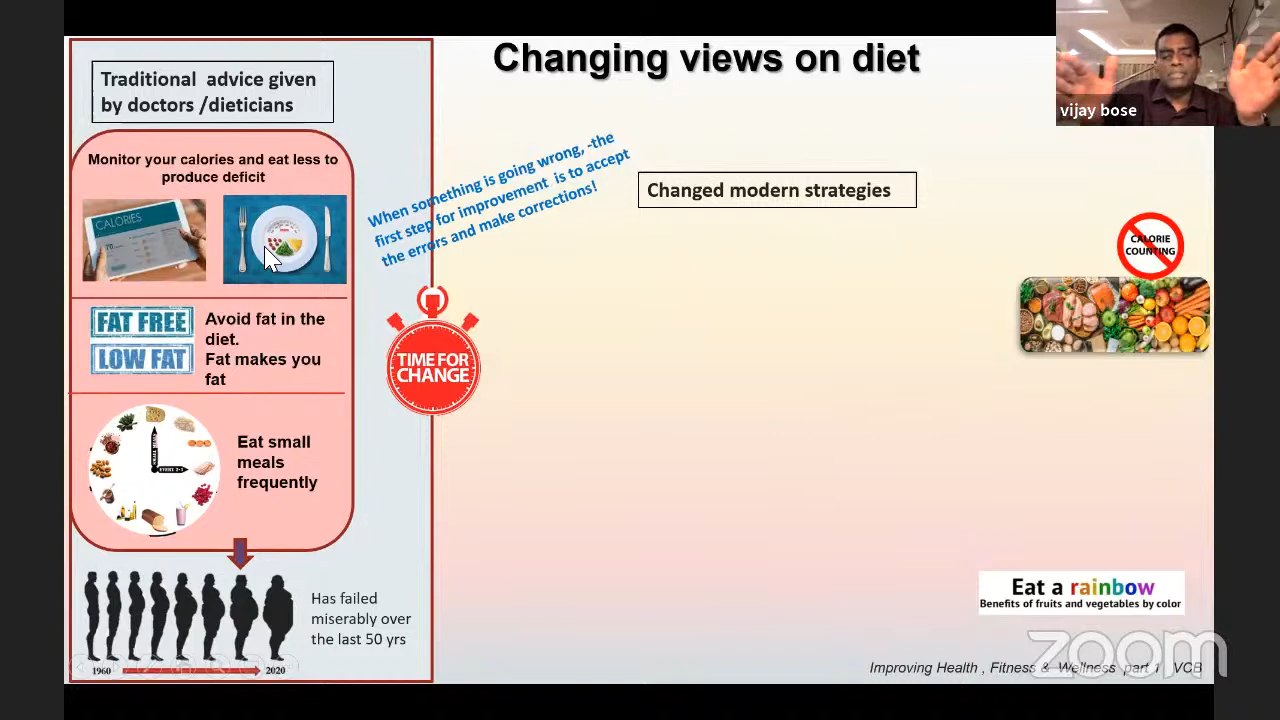 Changing views on diet
vijay bose
Traditional advice given
by doctors /dieticians
Monitor your calories and eat less to
produce deficit
CALORIES
When something is going wrong, -the
first step for improvement is to accept
the errors and make corrections!
Changed modern strategies
CALORIE
COUNTING
FAT FREE
LOW FAT
Avoid fat in the
diet.
Fat makes you
fat
TIME FOR
CHANGE
Eat small
meals
frequently
Has failed
miserably over
the last 50 yrs
1960
2020
Eat a rainbow
Benefits of fruits and vegetables by color
zoom
Improving Health , Fitness & Wellness part 1 VCB